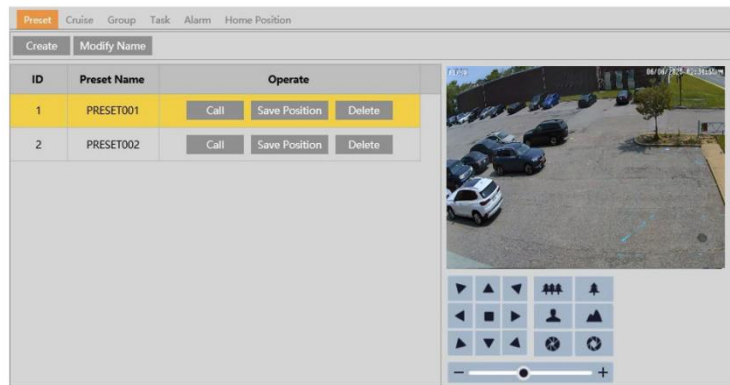 Preset Cruise Group Task Alarm Home Position
Create Modify Name
ID Preset Name Operate
1 PRESET001 Call Save Position Delete
2 PRESET002 Call Save Position Delete